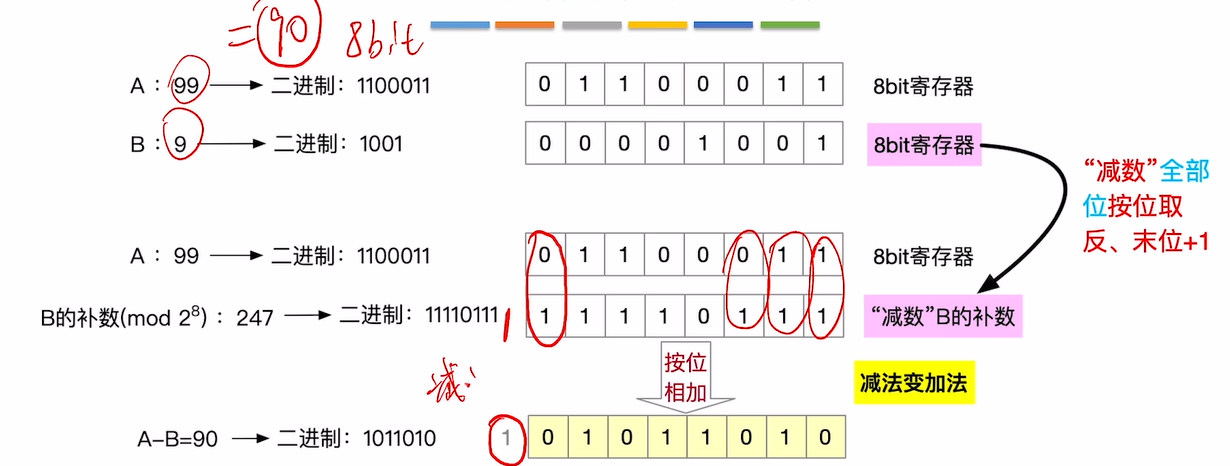 =90 8bit
A：99 二进制：1100011 0 1 1 0 0 0 1 1 8bit寄存器
B：9 二进制：1001 0 0 0 0 1 0 0 1 8bit寄存器
“减数”全部
位按位取
反、末位+1
A：99 二进制：1100011 0 1 1 0 0 0 1 1 8bit寄存器
B的补数(mod 2⁸)：247 二进制：11110111 1 1 1 1 1 0 1 1 1 “减数”B的补数
按位
相加
减法变加法
A-B=90 二进制：1011010 1 0 1 0 1 1 0 1 0